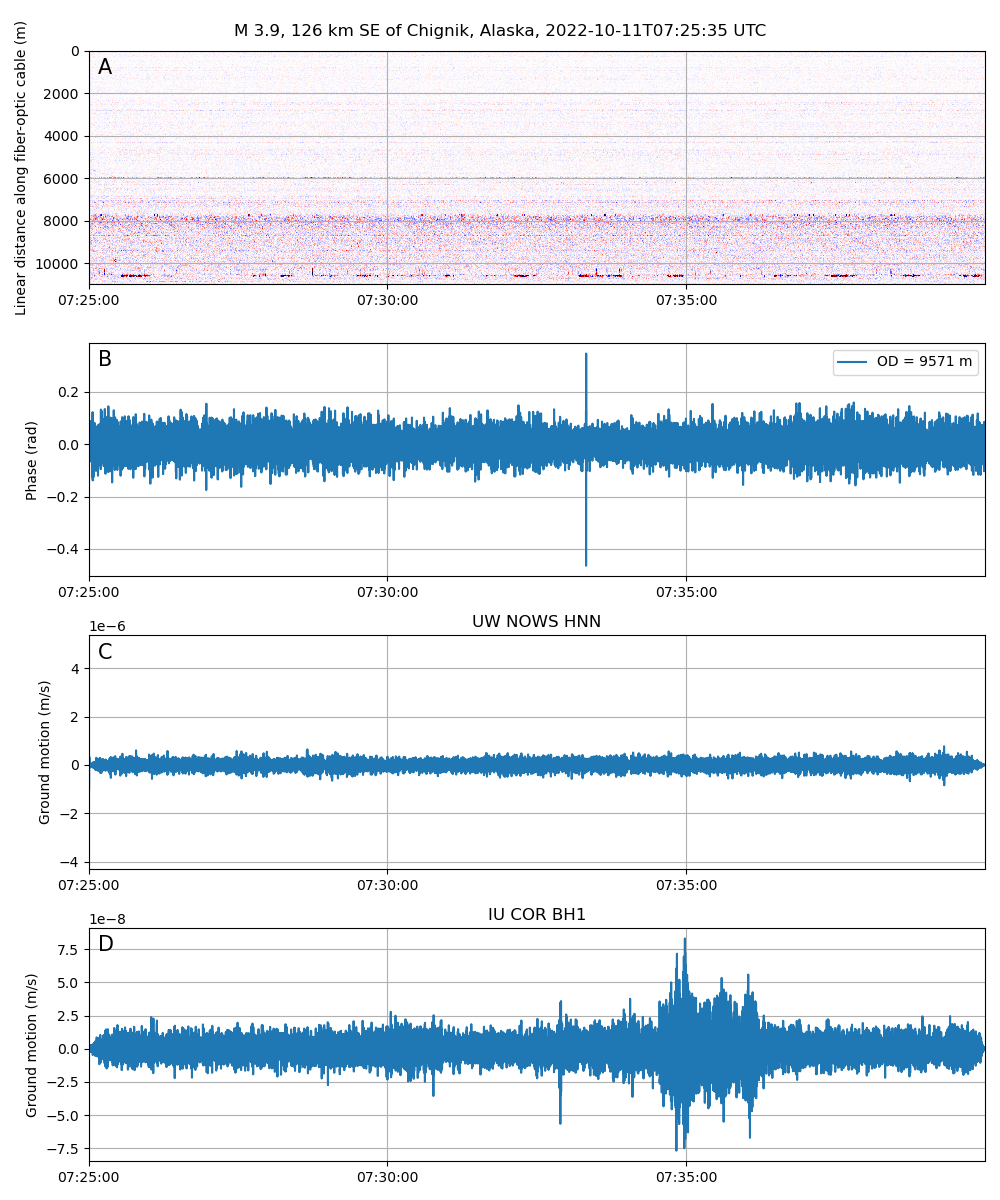 M 3.9, 126 km SE of Chignik, Alaska, 2022-10-11T07:25:35 UTC
A
Linear distance along fiber-optic cable (m)
0
2000
4000
6000
8000
10000
07:25:00 07:30:00 07:35:00
B
OD = 9571 m
Phase (rad)
0.2
0.0
−0.2
−0.4
07:25:00 07:30:00 07:35:00
UW NOWS HNN
1e−6
C
Ground motion (m/s)
4
2
0
−2
−4
07:25:00 07:30:00 07:35:00
IU COR BH1
1e−8
D
Ground motion (m/s)
7.5
5.0
2.5
0.0
−2.5
−5.0
−7.5
07:25:00 07:30:00 07:35:00